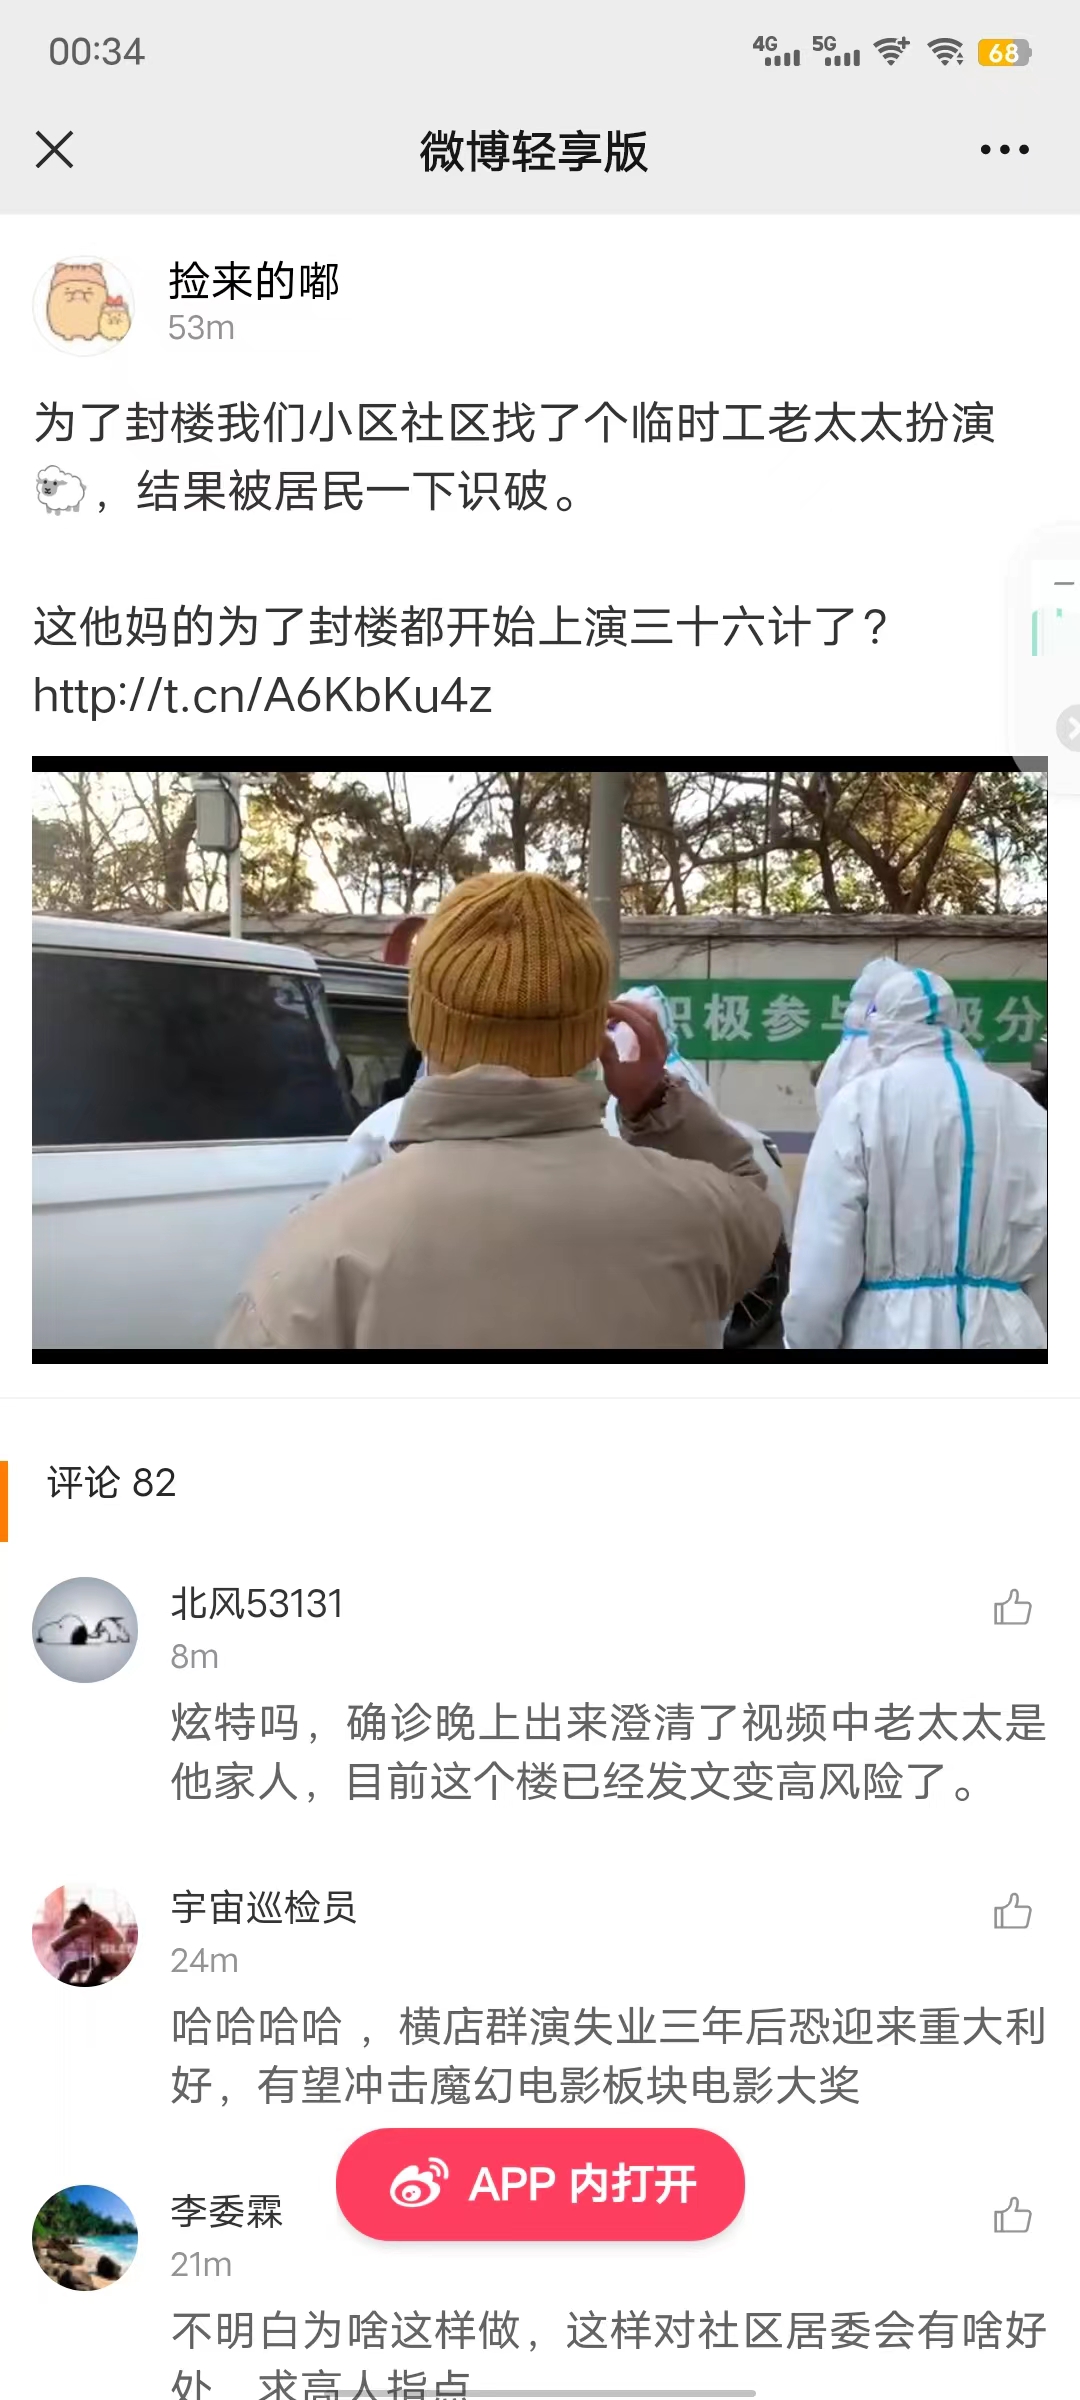 00:34
4G 5G 68
微博轻享版
捡来的嘟
53m
为了封楼我们小区社区找了个临时工老太太扮演
🐑，结果被居民一下识破。
这他妈的为了封楼都开始上演三十六计了？
http://t.cn/A6KbKu4z
积极参与 圾分
评论 82
北风53131
8m
炫特吗，确诊晚上出来澄清了视频中老太太是
他家人，目前这个楼已经发文变高风险了。
宇宙巡检员
24m
哈哈哈哈 ，横店群演失业三年后恐迎来重大利
好，有望冲击魔幻电影板块电影大奖
APP 内打开
李委霖
21m
不明白为啥这样做，这样对社区居委会有啥好
处 求高人指点